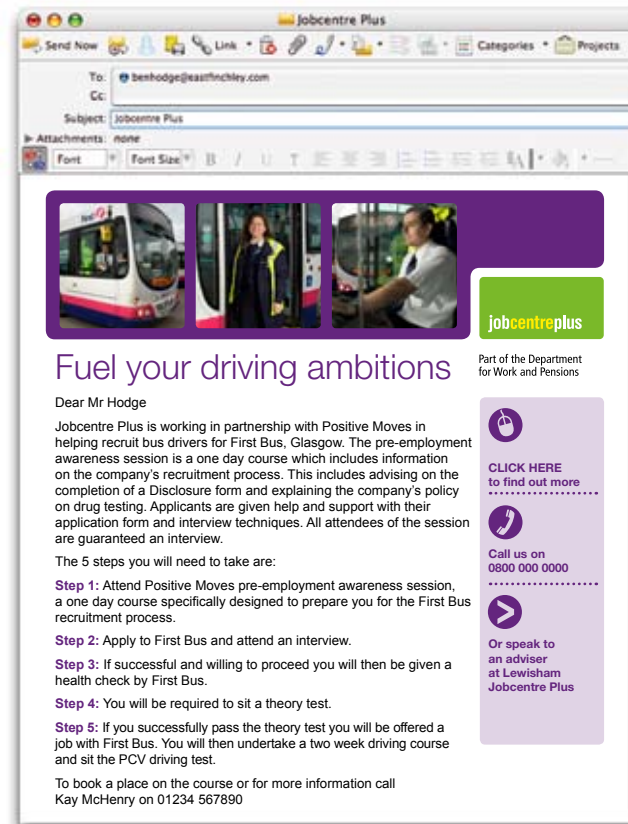 Jobcentre Plus
Send Now
Link
Categories
Projects
To: benhodge@eastfinchley.com
Cc:
Subject: Jobcentre Plus
Attachments: none
Font
Font Size
B I U T
jobcentreplus
Part of the Department
for Work and Pensions
Fuel your driving ambitions
Dear Mr Hodge
Jobcentre Plus is working in partnership with Positive Moves in
helping recruit bus drivers for First Bus, Glasgow. The pre-employment
awareness session is a one day course which includes information
on the company's recruitment process. This includes advising on the
completion of a Disclosure form and explaining the company's policy
on drug testing. Applicants are given help and support with their
application form and interview techniques. All attendees of the session
are guaranteed an interview.
The 5 steps you will need to take are:
Step 1: Attend Positive Moves pre-employment awareness session,
a one day course specifically designed to prepare you for the First Bus
recruitment process.
Step 2: Apply to First Bus and attend an interview.
Step 3: If successful and willing to proceed you will then be given a
health check by First Bus.
Step 4: You will be required to sit a theory test.
Step 5: If you successfully pass the theory test you will be offered a
job with First Bus. You will then undertake a two week driving course
and sit the PCV driving test.
To book a place on the course or for more information call
Kay McHenry on 01234 567890
CLICK HERE
to find out more
Call us on
0800 000 0000
Or speak to
an adviser
at Lewisham
Jobcentre Plus